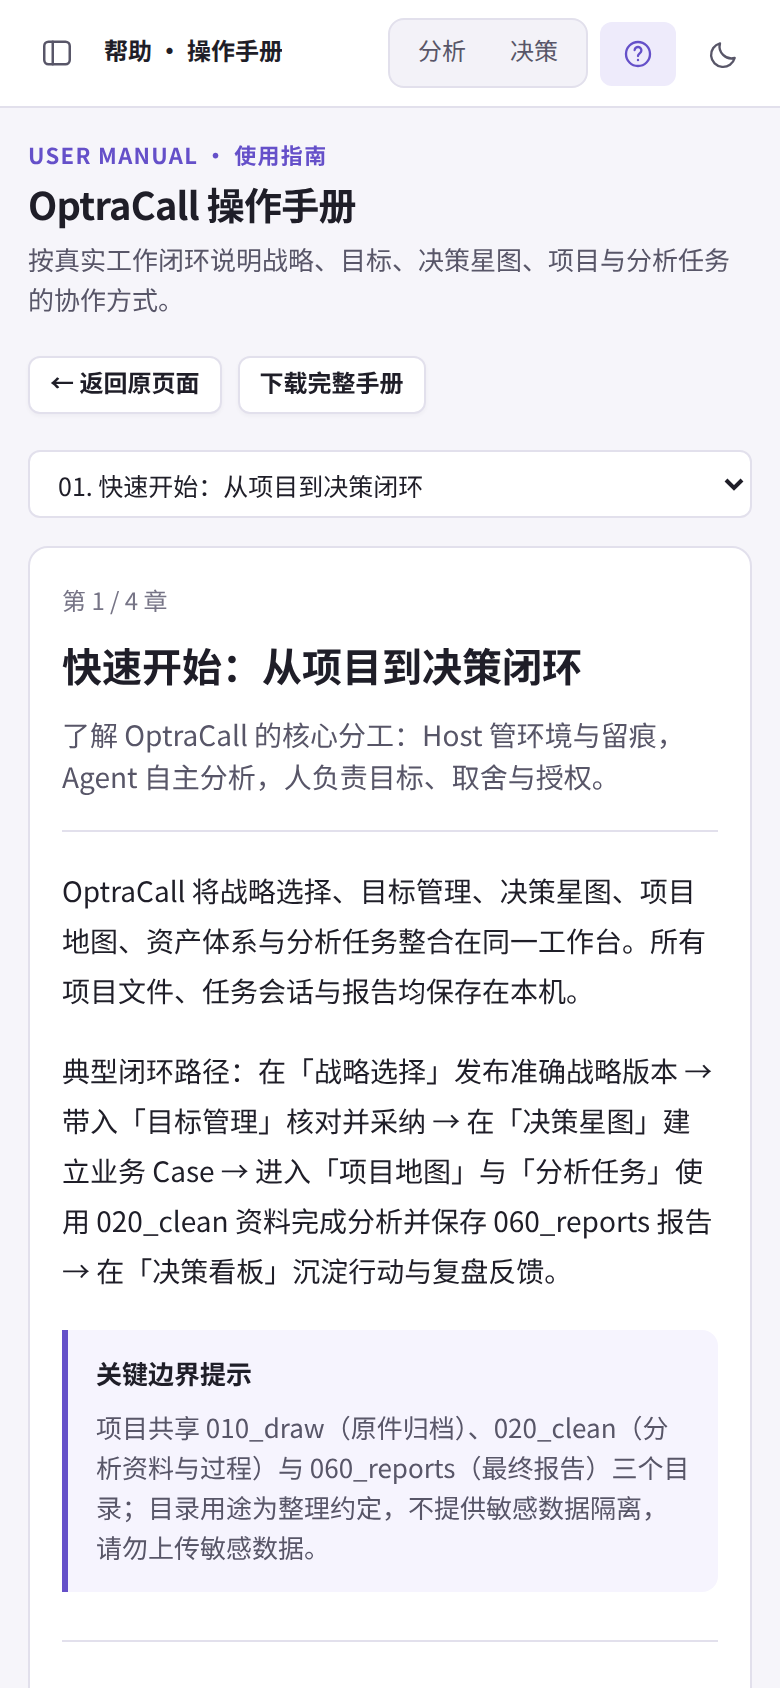 帮助 · 操作手册
分析
决策
USER MANUAL · 使用指南
OptraCall 操作手册
按真实工作闭环说明战略、目标、决策星图、项目与分析任务
的协作方式。
← 返回原页面
下载完整手册
01. 快速开始：从项目到决策闭环
第 1 / 4 章
快速开始：从项目到决策闭环
了解 OptraCall 的核心分工：Host 管环境与留痕，
Agent 自主分析，人负责目标、取舍与授权。
OptraCall 将战略选择、目标管理、决策星图、项目
地图、资产体系与分析任务整合在同一工作台。所有
项目文件、任务会话与报告均保存在本机。
典型闭环路径：在「战略选择」发布准确战略版本 →
带入「目标管理」核对并采纳 → 在「决策星图」建
立业务 Case → 进入「项目地图」与「分析任务」使
用 020_clean 资料完成分析并保存 060_reports 报告
→ 在「决策看板」沉淀行动与复盘反馈。
关键边界提示
项目共享 010_draw（原件归档）、020_clean（分
析资料与过程）与 060_reports（最终报告）三个目
录；目录用途为整理约定，不提供敏感数据隔离，
请勿上传敏感数据。